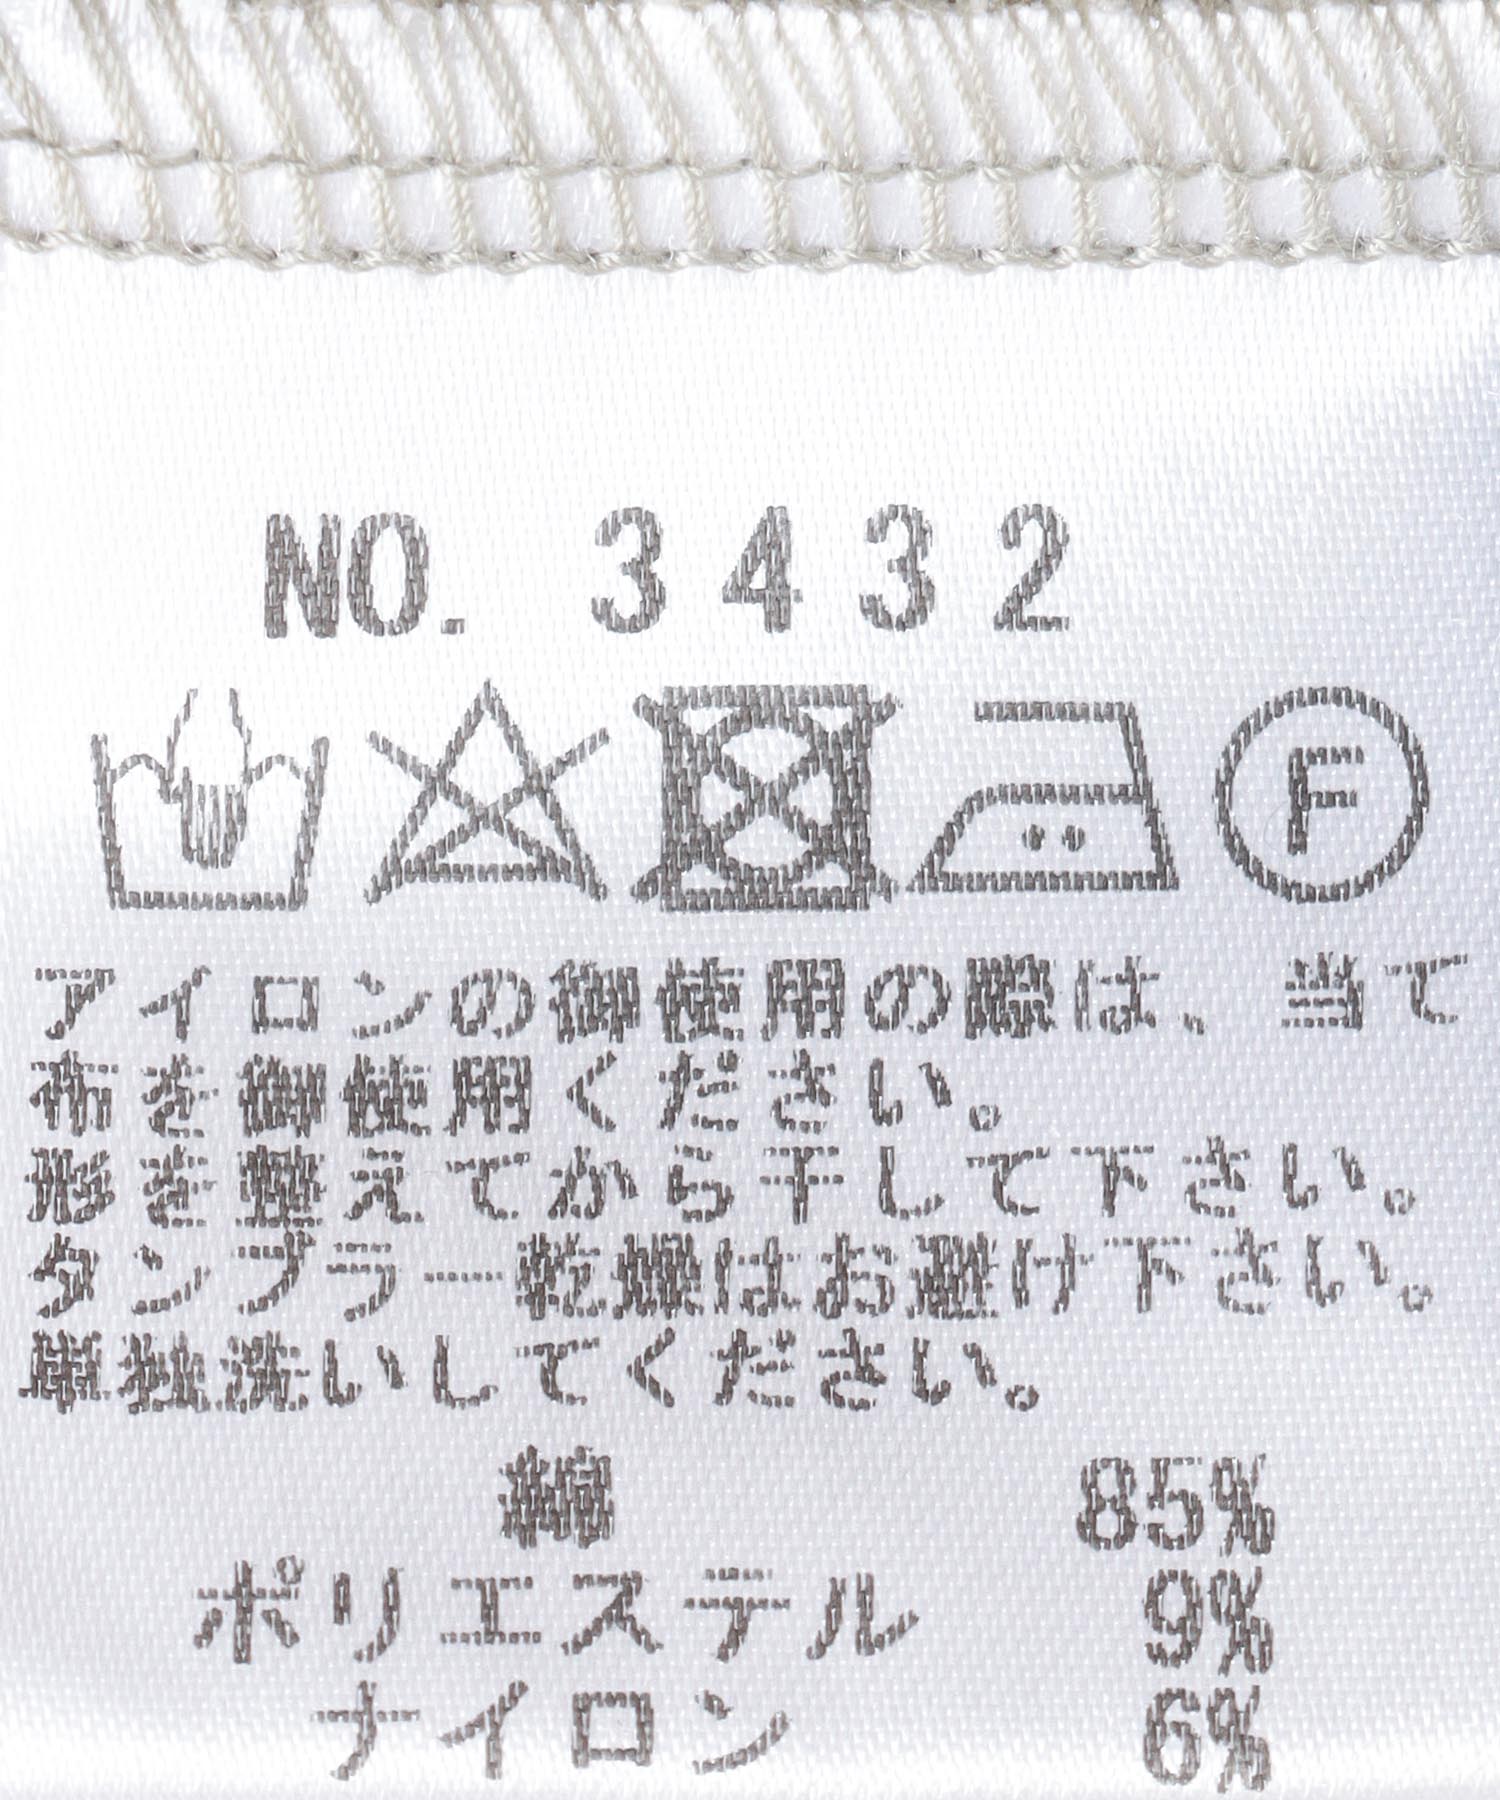 NO. 3432
F
アイロンの御使用の際は、当て
布を御使用ください。
形を整えてから干して下さい。
タンブラー乾燥はお避け下さい。
単独洗いしてください。
綿 85%
ポリエステル 9%
ナイロン 6%